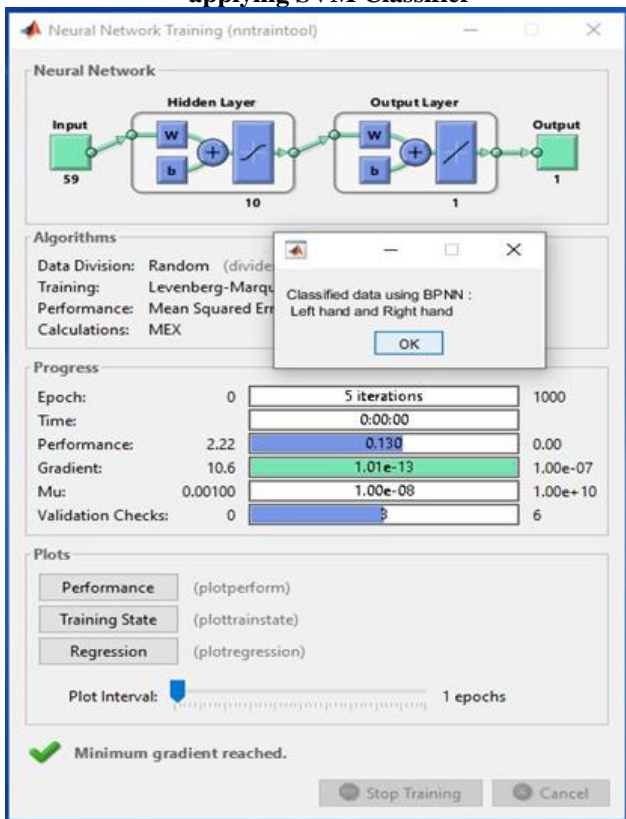 applying SVM Classifier
Neural Network Training (nntraintool)
Neural Network
Hidden Layer
Output Layer
Input
Output
W
W
b
b
59
10
1
1
Algorithms
Data Division: Random (divide
Training: Levenberg-Marqu
Performance: Mean Squared Err
Calculations: MEX
Classified data using BPNN :
Left hand and Right hand
OK
Progress
Epoch: 0 5 iterations 1000
Time: 0:00:00
Performance: 2.22 0.130 0.00
Gradient: 10.6 1.01e-13 1.00e-07
Mu: 0.00100 1.00e-08 1.00e+10
Validation Checks: 0 3 6
Plots
Performance (plotperform)
Training State (plottrainstate)
Regression (plotregression)
Plot Interval: 1 epochs
Minimum gradient reached.
Stop Training Cancel